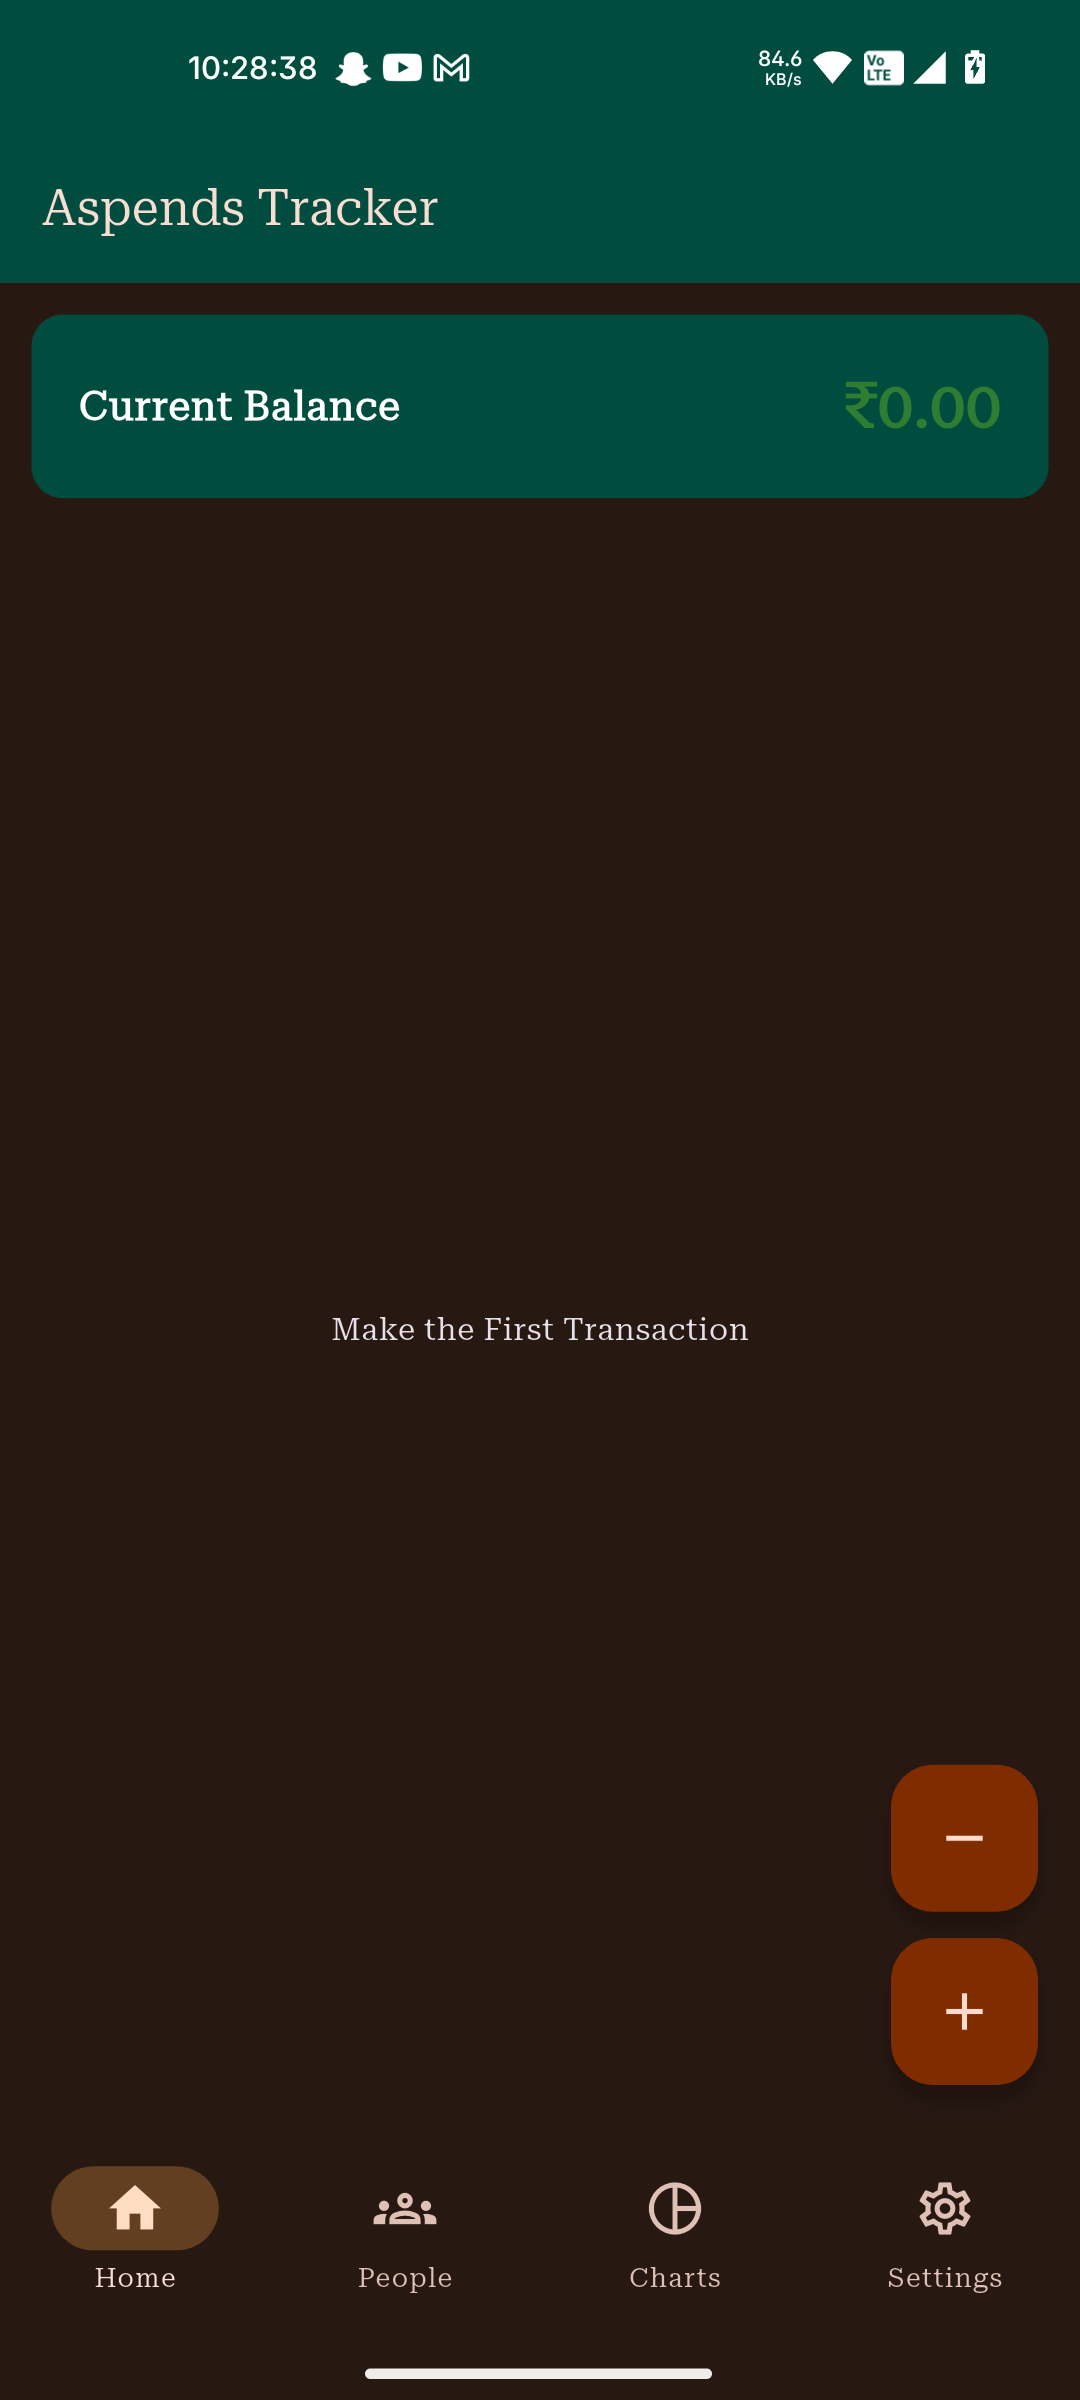 10:28:38
84.6
KB/s
Vo
LTE
Aspends Tracker
Current Balance
₹0.00
Make the First Transaction
Home
People
Charts
Settings